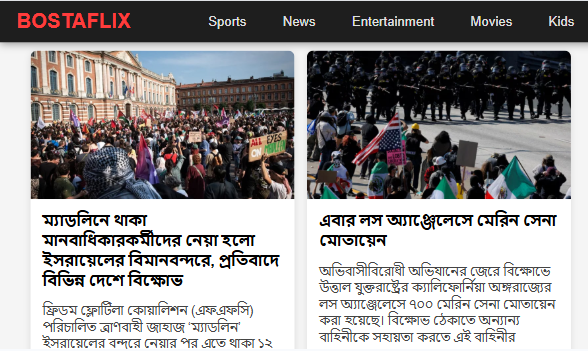 BOSTAFLIX
Sports News Entertainment Movies Kids
ALL EYES
ON
ম্যাডলিনে থাকা
মানবাধিকারকর্মীদের নেয়া হলো
ইসরায়েলের বিমানবন্দরে, প্রতিবাদে
বিভিন্ন দেশে বিক্ষোভ
ফ্রিডম ফ্লোটিলা কোয়ালিশন (এফএফসি)
পরিচালিত ত্রাণবাহী জাহাজ ‘ম্যাডলিন’
ইসরায়েলের বন্দরে নেয়ার পর এতে থাকা ১২
এবার লস অ্যাঞ্জেলেসে মেরিন সেনা
মোতায়েন
অভিবাসীবিরোধী অভিযানের জেরে বিক্ষোভে
উত্তাল যুক্তরাষ্ট্রের ক্যালিফোর্নিয়া অঙ্গরাজ্যের
লস অ্যাঞ্জেলেসে ৭০০ মেরিন সেনা মোতায়েন
করা হয়েছে। বিক্ষোভ ঠেকাতে অন্যান্য
বাহিনীকে সহায়তা করতে এই বাহিনীর